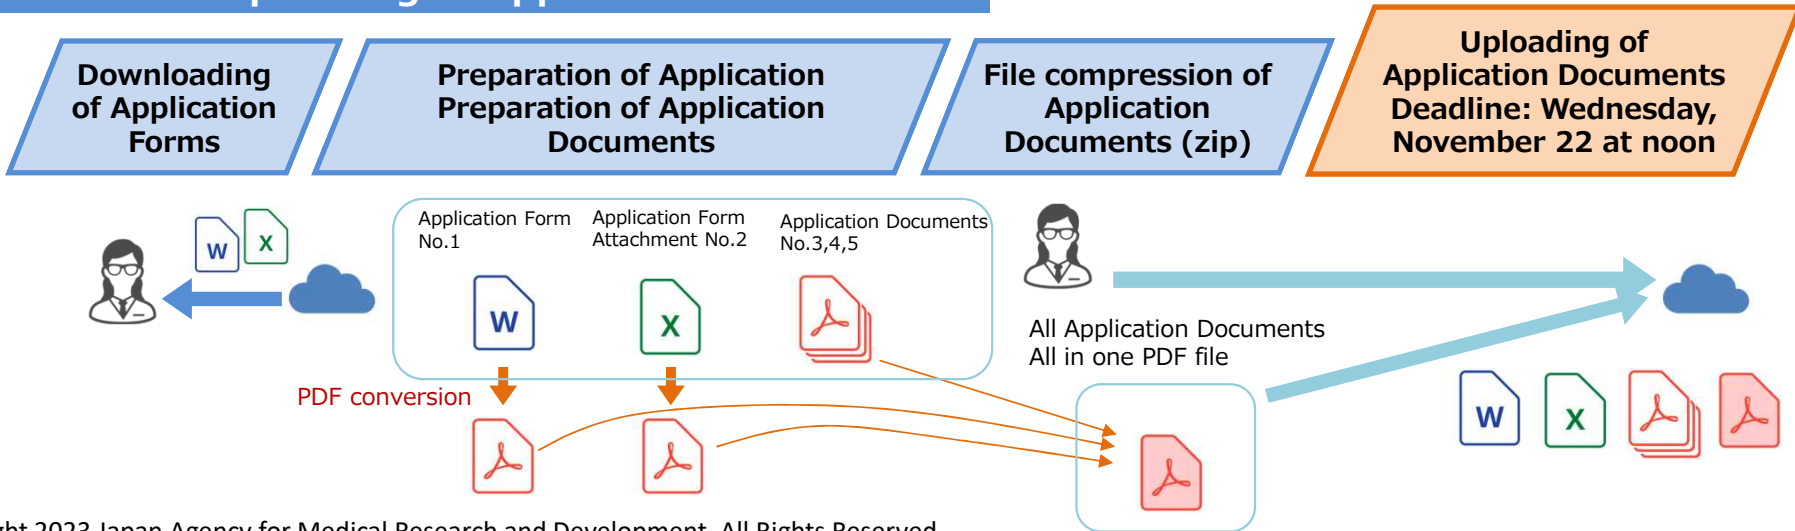 Downloading
of Application
Forms
Preparation of Application
Preparation of Application
Documents
File compression of
Application
Documents (zip)
Uploading of
Application Documents
Deadline: Wednesday,
November 22 at noon
Application Form
No.1
Application Form
Attachment No.2
Application Documents
No.3,4,5
W
X
W
X
PDF conversion
All Application Documents
All in one PDF file
W
X
2023 Japan Agency for Medical Research and Development. All Rights Reserved